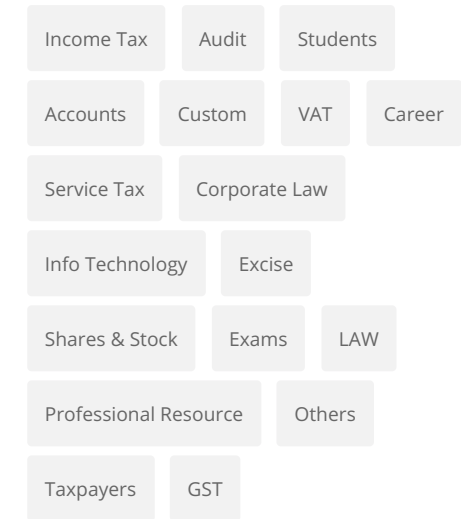 Income Tax Audit Students
Accounts Custom VAT Career
Service Tax Corporate Law
Info Technology Excise
Shares & Stock Exams LAW
Professional Resource Others
Taxpayers GST